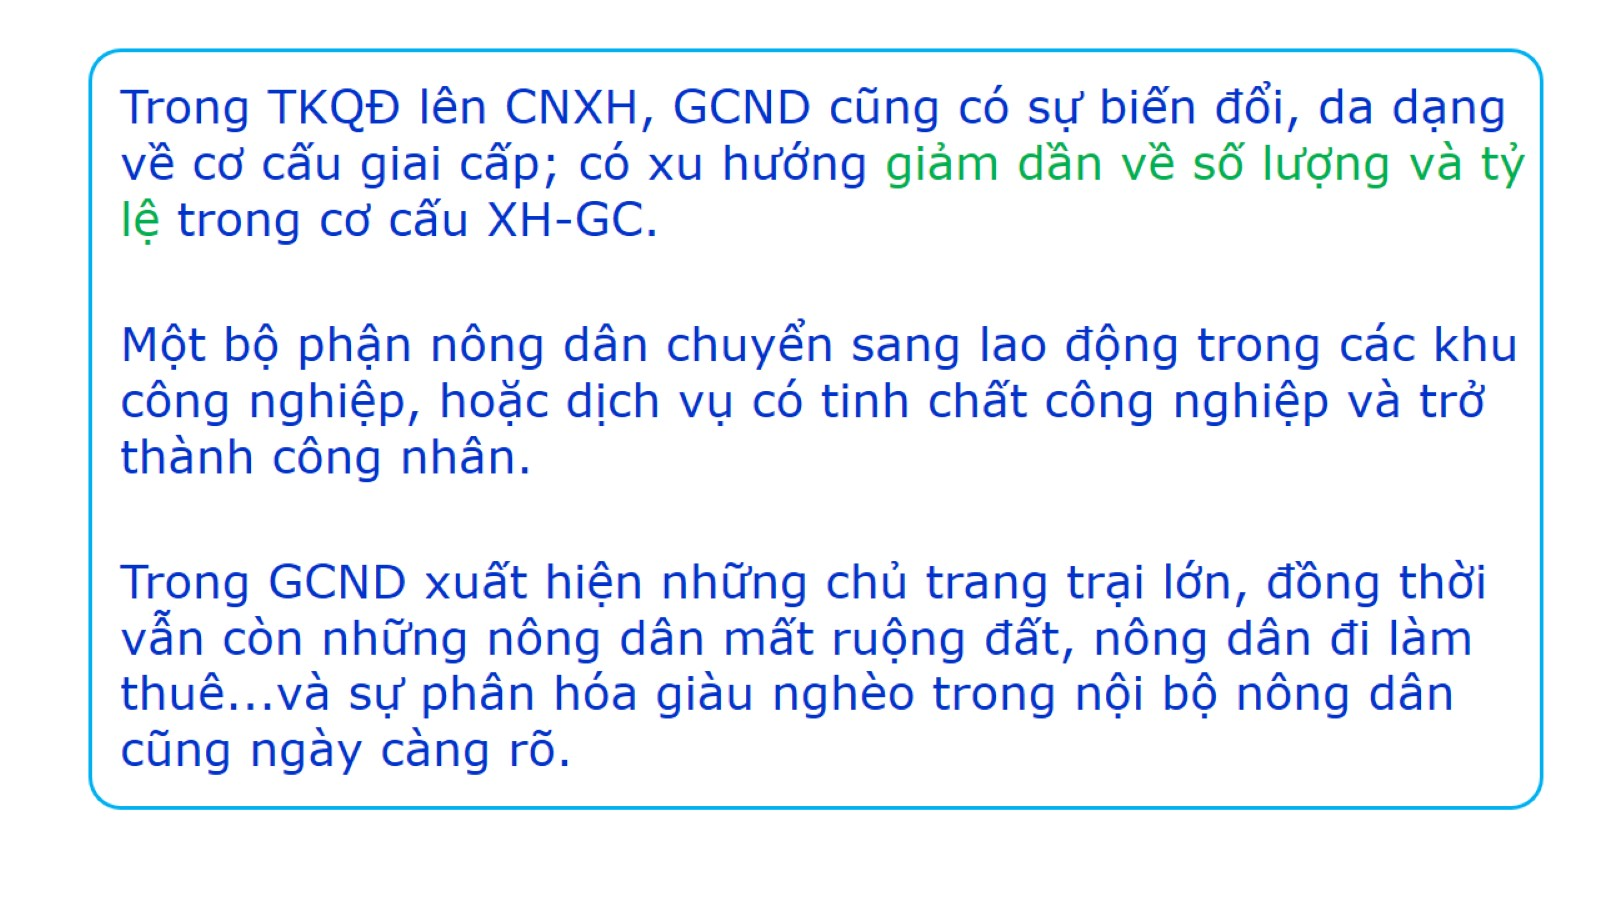 Trong TKQĐ lên CNXH, GCND cũng có sự biến đổi, da dạng
về cơ cấu giai cấp; có xu hướng giảm dần về số lượng và tỷ
lệ trong cơ cấu XH-GC.
Một bộ phận nông dân chuyển sang lao động trong các khu
công nghiệp, hoặc dịch vụ có tinh chất công nghiệp và trở
thành công nhân.
Trong GCND xuất hiện những chủ trang trại lớn, đồng thời
vẫn còn những nông dân mất ruộng đất, nông dân đi làm
thuê...và sự phân hóa giàu nghèo trong nội bộ nông dân
cũng ngày càng rõ.